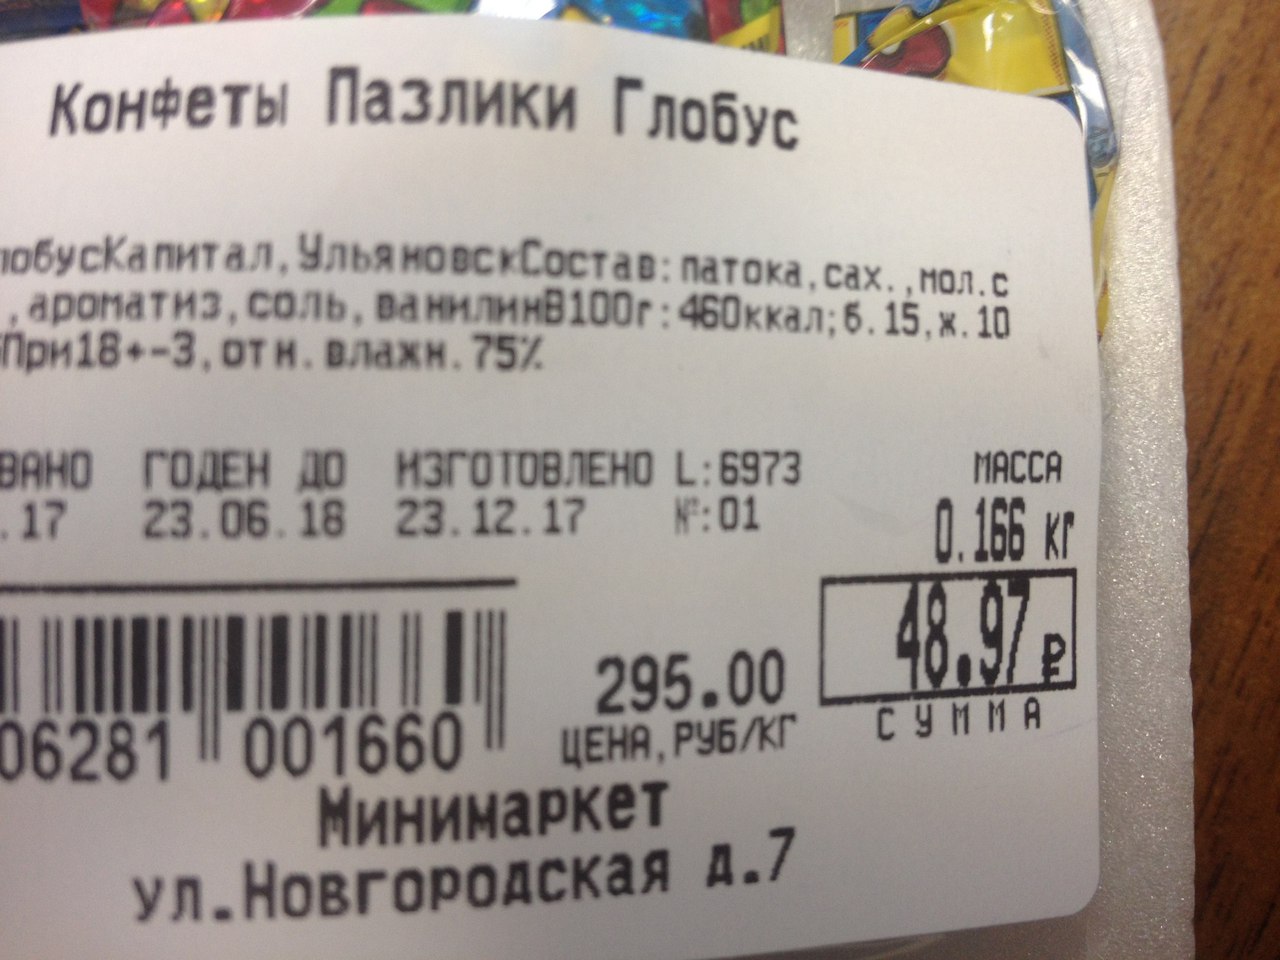 Конфеты Пазлики Глобус
лобусКапитал,УльяновскСостав:патока,сах.,мол.с
,ароматиз,соль,ванилинВ100г:460ккал;б.15,ж.10
При18+-3,отн.влажн.75%
ВАНО ГОДЕН ДО ИЗГОТОВЛЕНО L:6973 МАССА
.17 23.06.18 23.12.17 №:01 0.166 кг
48.97 ₽
295.00
СУММА
ЦЕНА,РУБ/КГ
06281 001660
Минимаркет
ул.Новгородская д.7